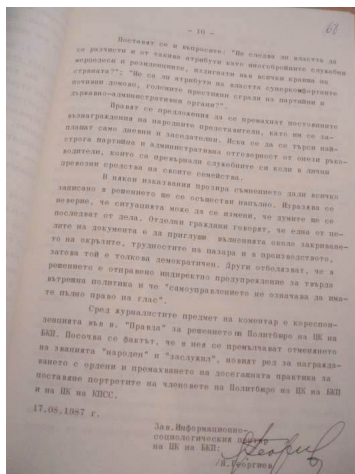 - 10 -
68
Поставят се и въпросите: "Не следва ли властта да
се разчисти и от такива атрибути като многобройните служебни
мерцедеси и резиденциите, издигнати във всички краища на
страната?"; "Не са ли атрибути на властта суперкомфортните
почивни домове, големите престижни сгради на партийни и
държавно-административни органи?".
Правят се предложения да се премахнат постоянните
възнаграждения на народните представители, като им се за-
плащат само дневни и заседателни. Иска се да се търси най-
строга партийна и административна отговорност от онези ръко-
водители, които са превърнали служебните си коли в лични
превозни средства на своите семейства.
В някои изказвания прозира съмнението дали всичко
записано в решението ще се осъществи напълно. Изразява се
неверие, че ситуацията може да се измени, че думите ще се
последват от дела. Отделни граждани говорят, че една от це-
лите на документа е да приглуши вълненията около закриване-
то на окръзите, трудностите на пазара и в производството,
затова той е толкова демократичен. Други отбелязват, че в
решението е отправено индиректно предупреждение за твърда
вътрешна политика и че "самоуправлението не означава да има-
те пълно право на глас".
Сред журналистите предмет на коментар е кореспон-
денцията във в. "Правда" за решението на Политбюро на ЦК на
БКП. Посочва се фактът, че в нея се премълчават отменянето
на званията "народен" и "заслужил", новият ред за награжда-
ването с ордени и премахването на досегашната практика за
поставяне портретите на членовете на Политбюро на ЦК на БКП
и на ЦК на КПСС.
17.08.1987 г.
Зав. Информационно-
социологически
на ЦК на БКП:
/Н.Георгиев/